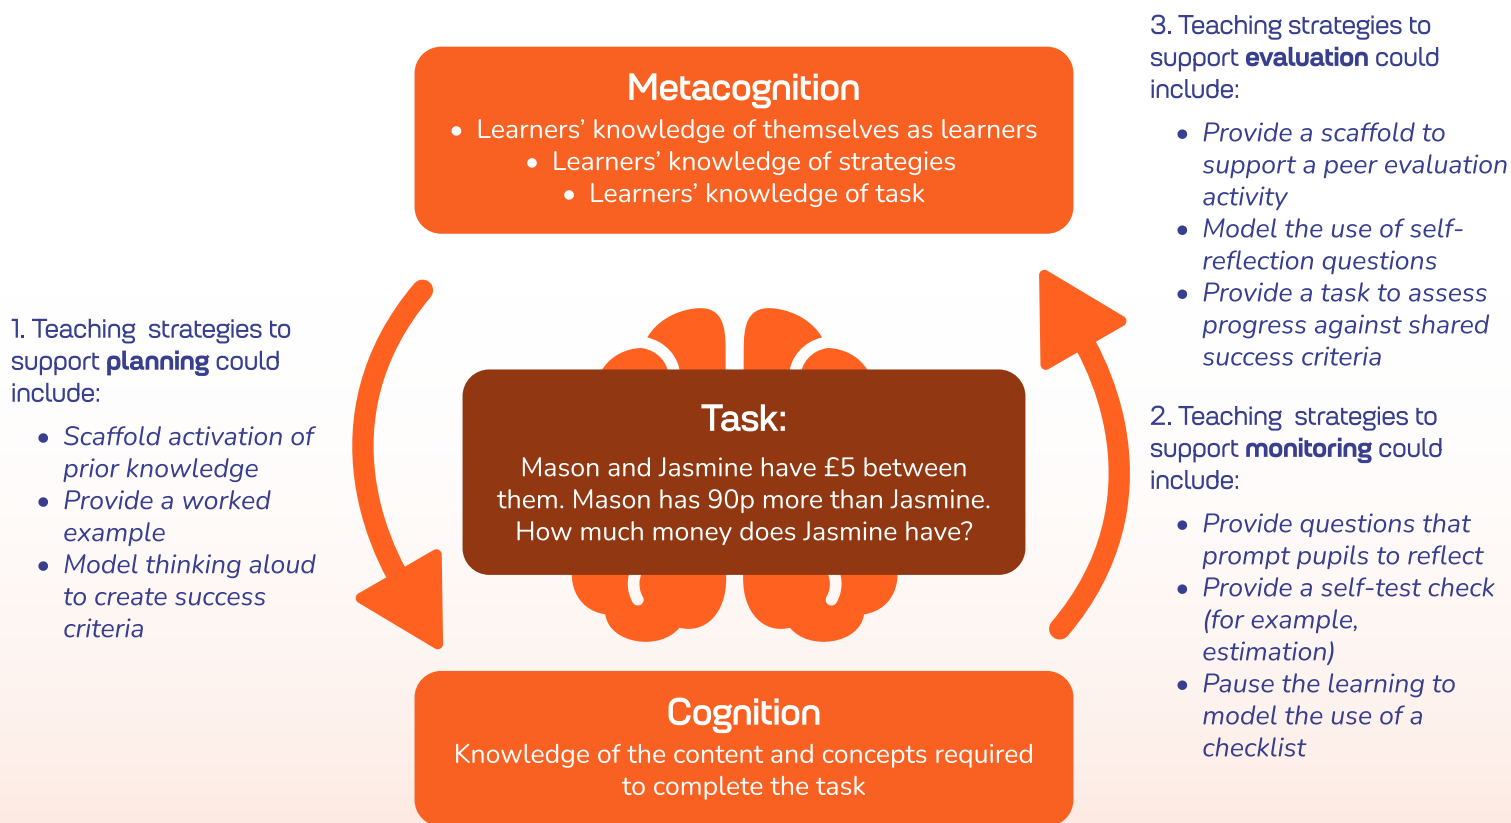 Metacognition
• Learners’ knowledge of themselves as learners
• Learners’ knowledge of strategies
• Learners’ knowledge of task
1. Teaching strategies to
support planning could
include:
• Scaffold activation of
prior knowledge
• Provide a worked
example
• Model thinking aloud
to create success
criteria
Task:
Mason and Jasmine have £5 between
them. Mason has 90p more than Jasmine.
How much money does Jasmine have?
Cognition
Knowledge of the content and concepts required
to complete the task
3. Teaching strategies to
support evaluation could
include:
• Provide a scaffold to
support a peer evaluation
activity
• Model the use of self-
reflection questions
• Provide a task to assess
progress against shared
success criteria
2. Teaching strategies to
support monitoring could
include:
• Provide questions that
prompt pupils to reflect
• Provide a self-test check
(for example,
estimation)
• Pause the learning to
model the use of a
checklist